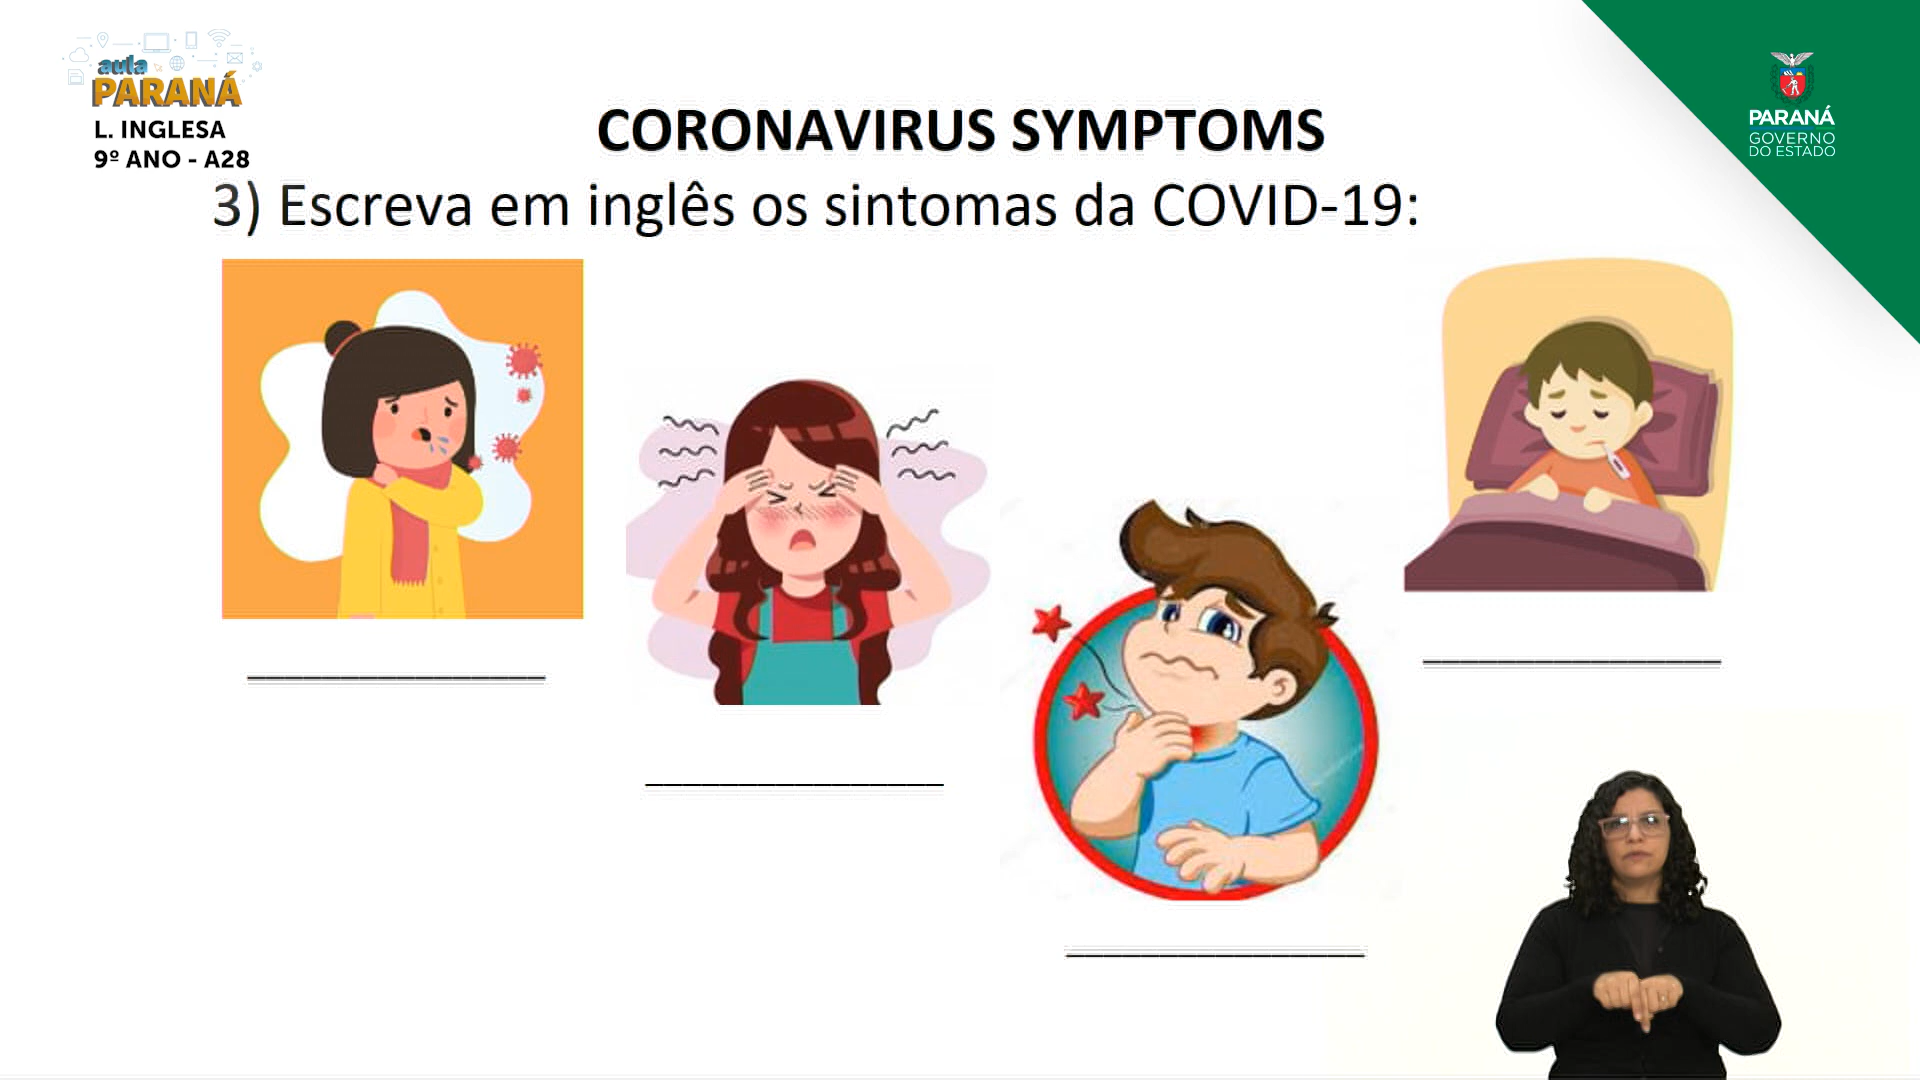 aula
PARANÁ
L. INGLESA
9º ANO - A28
PARANÁ
GOVERNO
DO ESTADO
CORONAVIRUS SYMPTOMS
3) Escreva em inglês os sintomas da COVID-19: